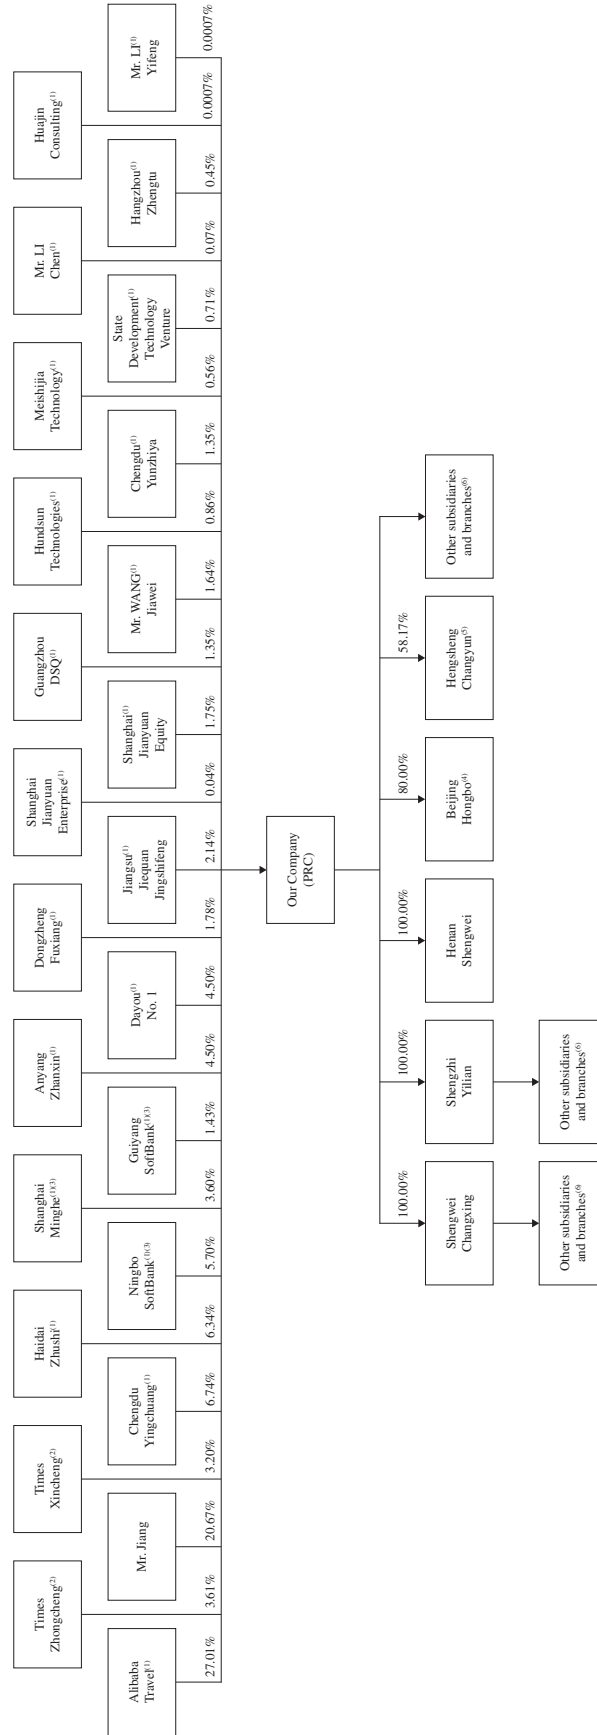 Times
Zhongcheng(2)
Times
Xincheng(2)
Haidai
Zhushi(1)
Shanghai
Minghe(1)(3)
Anyang
Zhanxin(1)
Dongzheng
Fuxiang(1)
Shanghai
Jianyuan
Enterprise(1)
Guangzhou
DSQ(1)
Hundsun
Technologies(1)
Meishijia
Technology(1)
Mr. LI
Chen(1)
Huajin
Consulting(1)
Alibaba
Travel(1)
Mr. Jiang
Chengdu
Yingchuang(1)
Ningbo
SoftBank(1)(3)
Guiyang
SoftBank(1)(3)
Dayou(1)
No. 1
Jiangsu(1)
Jiequan
Jingshifeng
Shanghai(1)
Jianyuan
Equity
Mr. WANG(1)
Jiawei
Chengdu(1)
Yunzhiya
State
Development(1)
Technology
Venture
Hangzhou(1)
Zhengtu
Mr. LI(1)
Yifeng
27.01%
3.61%
20.67%
3.20%
6.74%
6.34%
5.70%
3.60%
1.43%
4.50%
4.50%
1.78%
2.14%
0.04%
1.75%
1.35%
1.64%
0.86%
1.35%
0.56%
0.71%
0.07%
0.45%
0.0007%
0.0007%
Our Company
(PRC)
100.00%
100.00%
100.00%
80.00%
58.17%
Shengwei
Changxing
Shengzhi
Yilian
Henan
Shengwei
Beijing
Hongbo(4)
Hengsheng
Changyun(5)
Other subsidiaries
and branches(6)
Other subsidiaries
and branches(6)
Other subsidiaries
and branches(6)